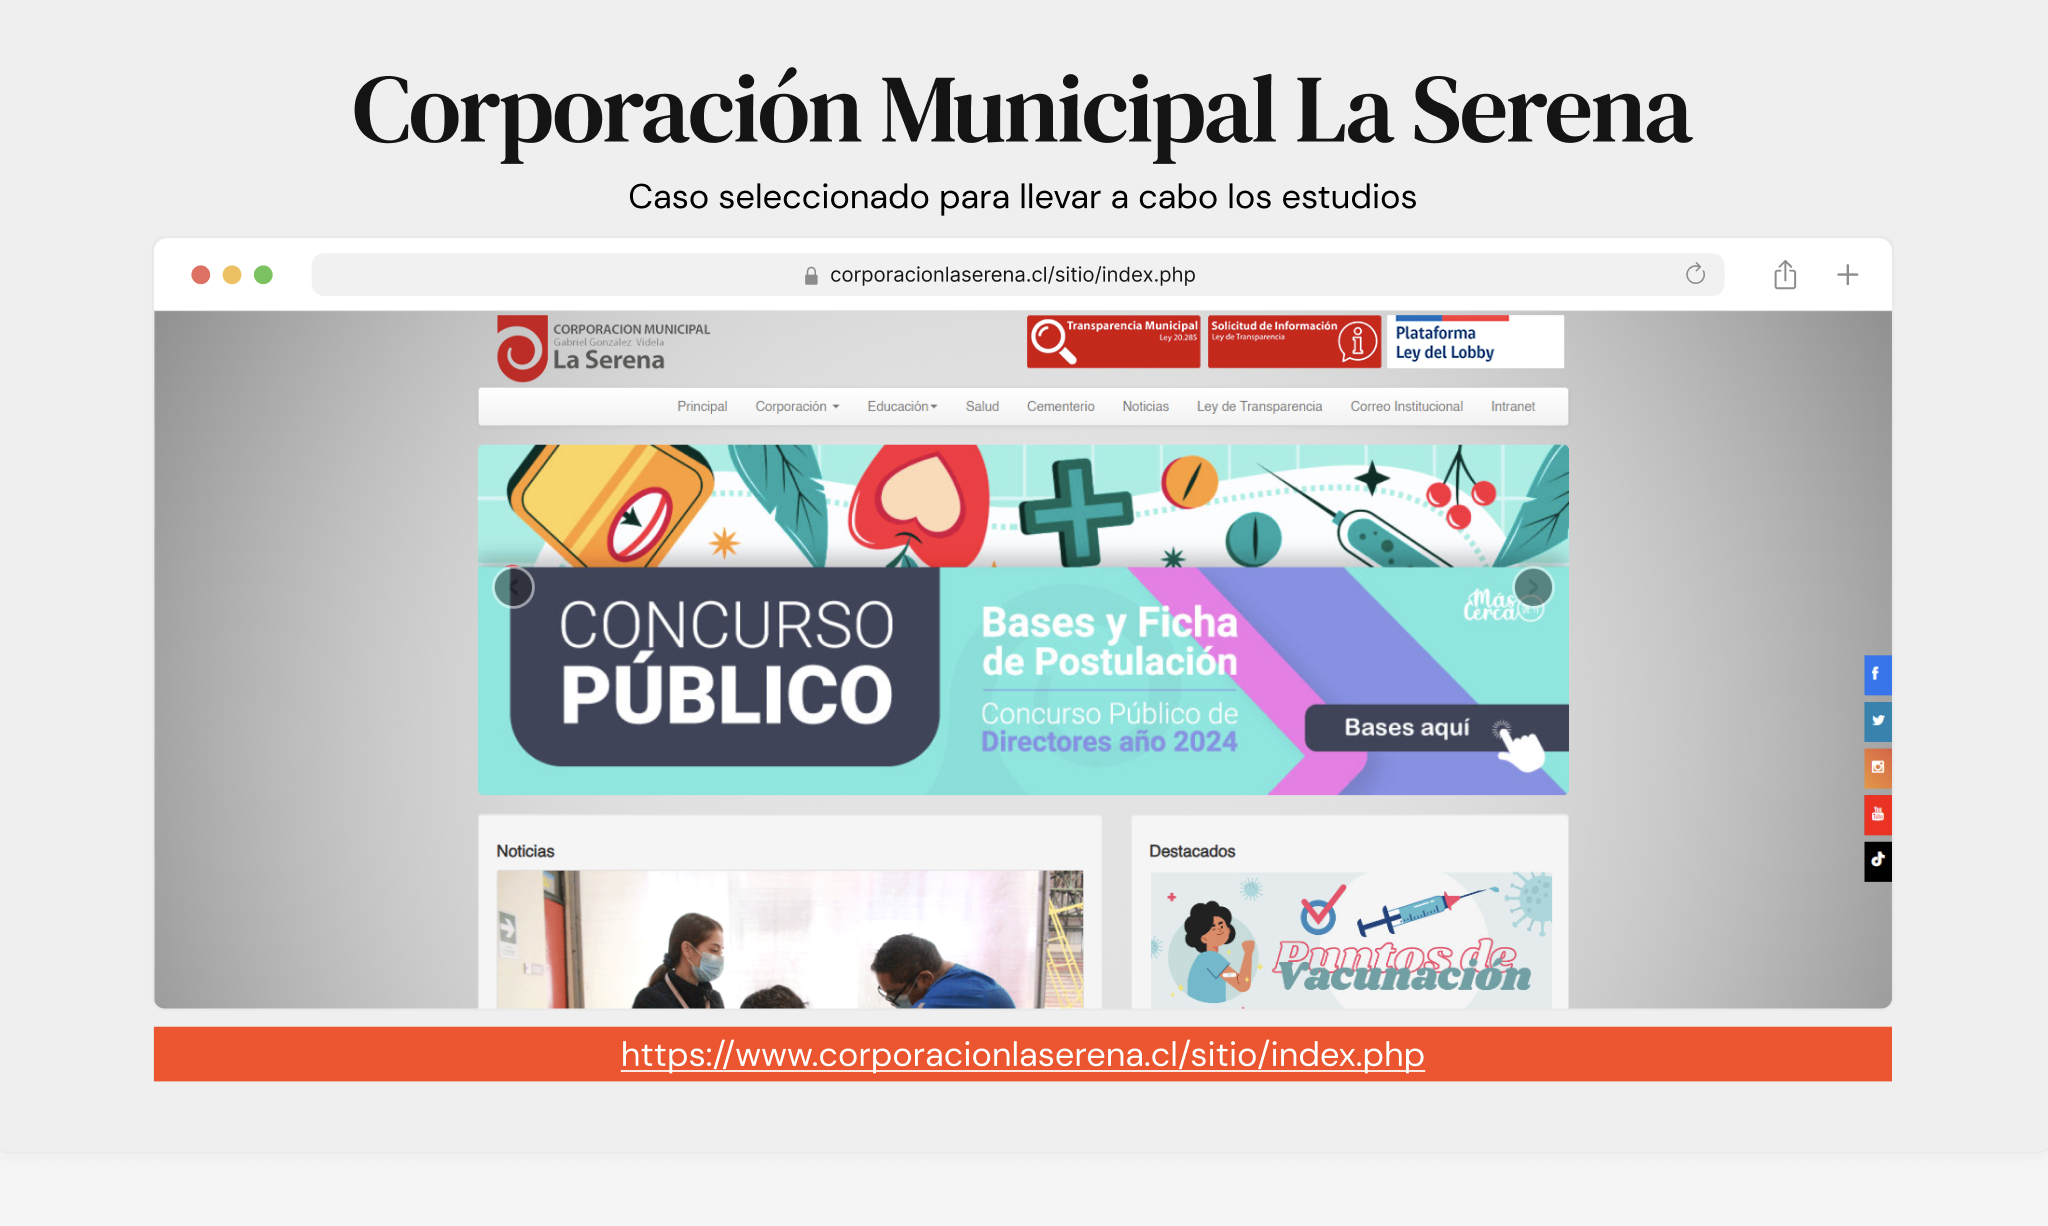 Corporación Municipal La Serena
Caso seleccionado para llevar a cabo los estudios
corporacionlaserena.cl/sitio/index.php
CORPORACION MUNICIPAL
Gabriel González Videla
La Serena
Transparencia Municipal
Ley 20.285
Solicitud de Información
Ley de Transparencia
Plataforma
Ley del Lobby
Principal Corporación Educación Salud Cementerio Noticias Ley de Transparencia Correo Institucional Intranet
CONCURSO
PÚBLICO
Bases y Ficha
de Postulación
Concurso Público de
Directores año 2024
Más
Cerca
Bases aquí
Noticias
Destacados
Puntos de
Vacunación
https://www.corporacionlaserena.cl/sitio/index.php